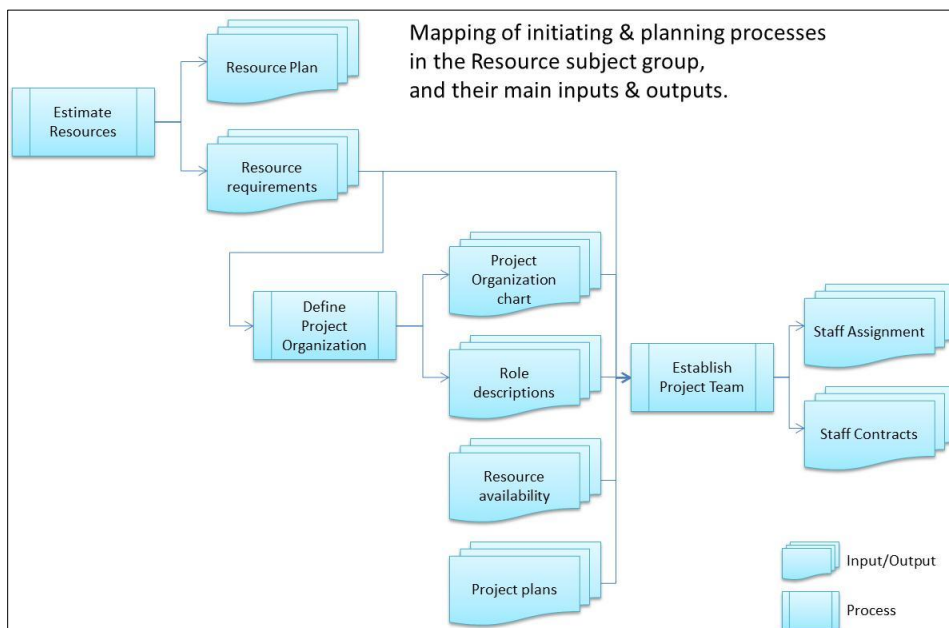 Mapping of initiating & planning processes
in the Resource subject group,
and their main inputs & outputs.
Resource Plan
Estimate
Resources
Resource
requirements
Project
Organization
chart
Define
Project
Organization
Role
descriptions
Establish
Project Team
Staff Assignment
Staff Contracts
Resource
availability
Project plans
Input/Output
Process